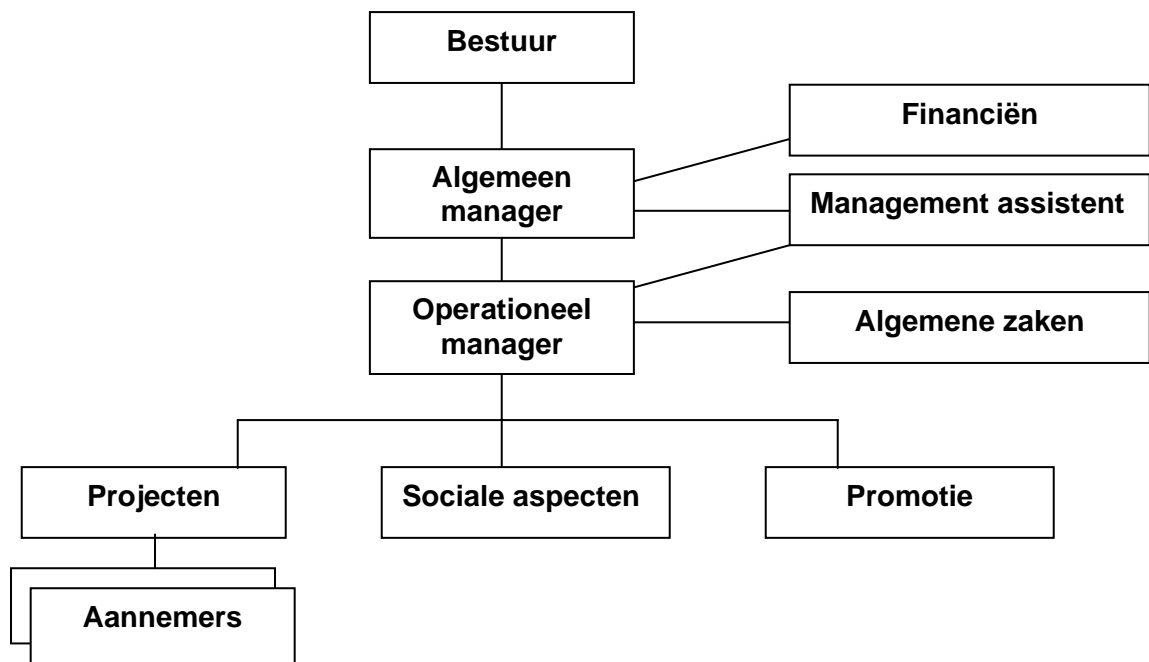 Bestuur
Financiën
Algemeen
manager
Management assistent
Operationeel
manager
Algemene zaken
Projecten
Sociale aspecten
Promotie
Aannemers